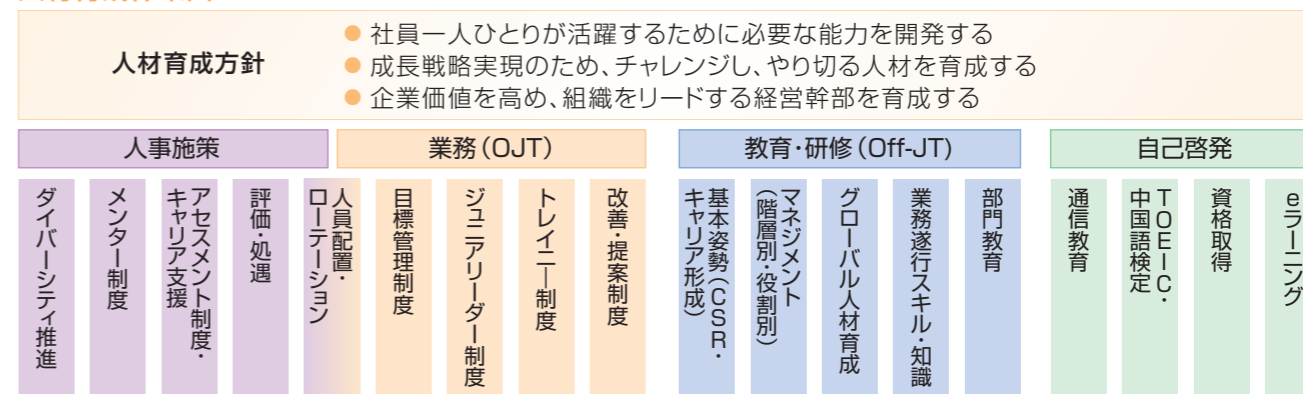 人材育成方針
●社員一人ひとりが活躍するために必要な能力を開発する
●成長戦略実現のため、チャレンジし、やり切る人材を育成する
●企業価値を高め、組織をリードする経営幹部を育成する
人事施策
業務（OJT）
教育・研修（Off-JT）
自己啓発
ダイバーシティ推進
メンター制度
アセスメント制度・
キャリア支援
評価・処遇
人員配置・
ローテーション
目標管理制度
ジュニアリーダー制度
トレイニー制度
改善・提案制度
基本姿勢（CSR・
キャリア形成）
マネジメント
（階層別・役割別）
グローバル人材育成
業務遂行スキル・知識
部門教育
通信教育
TOEIC・
中国語検定
資格取得
eラーニング